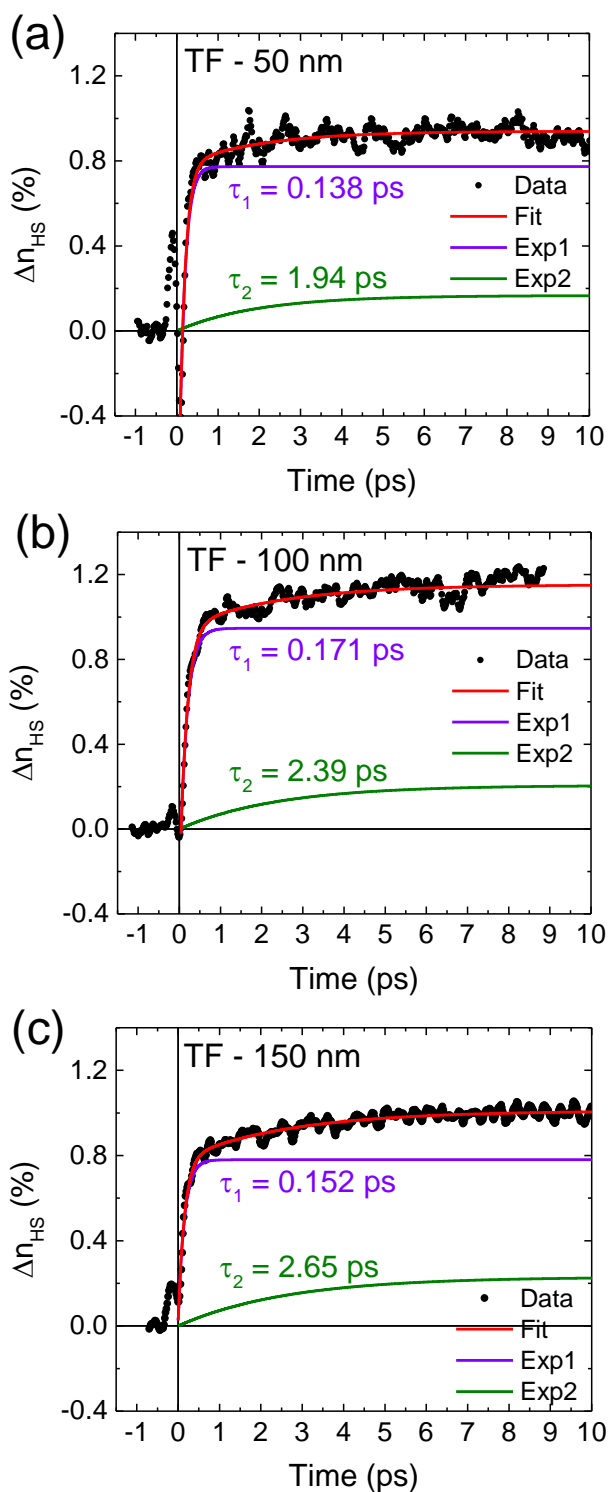 (a)
TF - 50 nm
1.2
0.8
0.4
0.0
-0.4
Δn_HS (%)
τ₁ = 0.138 ps
τ₂ = 1.94 ps
Data
Fit
Exp1
Exp2
-1 0 1 2 3 4 5 6 7 8 9 10
Time (ps)
(b)
TF - 100 nm
1.2
0.8
0.4
0.0
-0.4
Δn_HS (%)
τ₁ = 0.171 ps
τ₂ = 2.39 ps
Data
Fit
Exp1
Exp2
-1 0 1 2 3 4 5 6 7 8 9 10
Time (ps)
(c)
TF - 150 nm
1.2
0.8
0.4
0.0
-0.4
Δn_HS (%)
τ₁ = 0.152 ps
τ₂ = 2.65 ps
Data
Fit
Exp1
Exp2
-1 0 1 2 3 4 5 6 7 8 9 10
Time (ps)